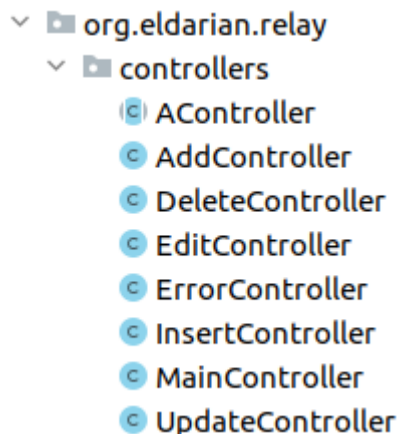 org.eldarian.relay
controllers
AController
AddController
DeleteController
EditController
ErrorController
InsertController
MainController
UpdateController